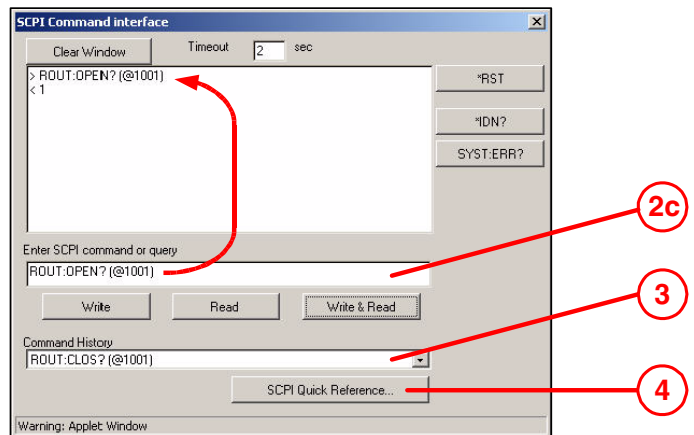 SCPI Command interface
Clear Window Timeout 2 sec
> ROUT:OPEN? (@1001)
< 1
*RST
*IDN?
SYST:ERR?
2c
Enter SCPI command or query
ROUT:OPEN? (@1001)
Write Read Write & Read
3
Command History
ROUT:CLOS? (@1001)
SCPI Quick Reference...
4
Warning: Applet Window